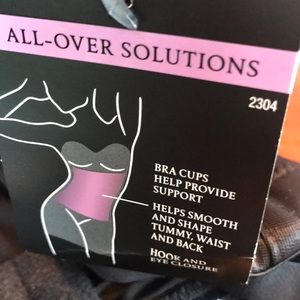 ALL-OVER SOLUTIONS
2304
BRA CUPS
HELP PROVIDE
SUPPORT
HELPS SMOOTH
AND SHAPE
TUMMY, WAIST
AND BACK
HOOK AND
EYE CLOSURE